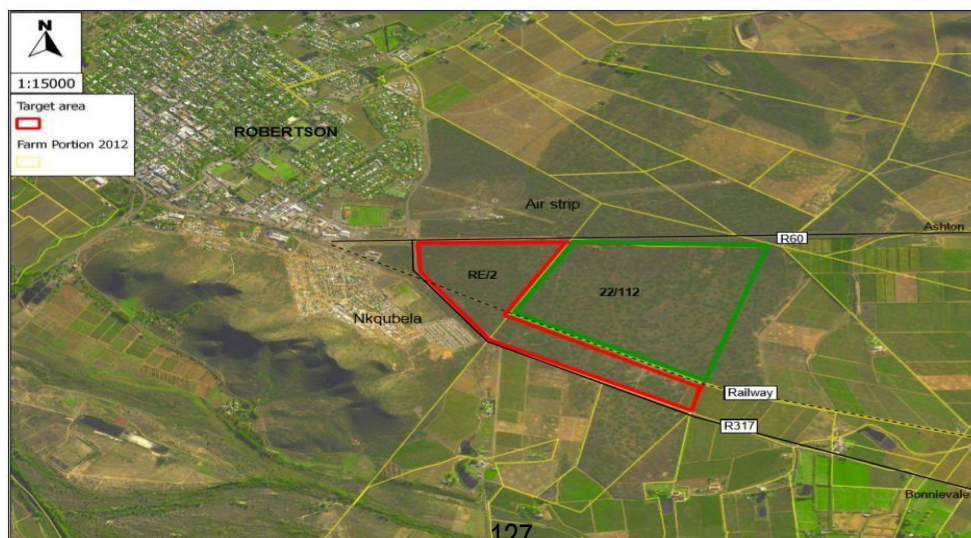 N
1:15000
Target area
Farm Portion 2012
ROBERTSON
Air strip
R60
Ashton
RE/2
22/112
Nkqubela
Railway
R317
Bonnievale
127